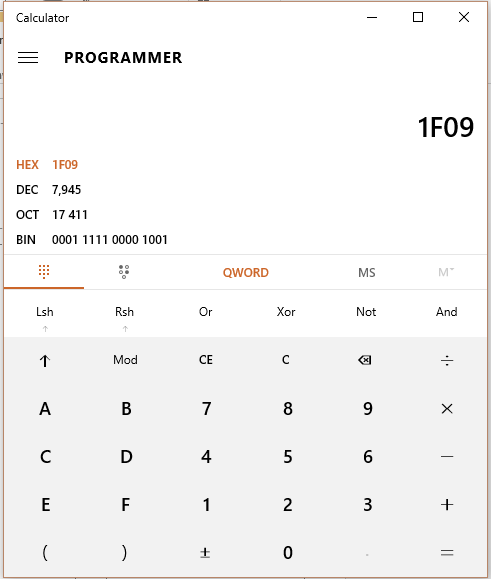 Calculator
PROGRAMMER
1F09
HEX 1F09
DEC 7,945
OCT 17 411
BIN 0001 1111 0000 1001
QWORD MS M
Lsh Rsh Or Xor Not And
↑ ↑
↑ Mod CE C ⌫ ÷
A B 7 8 9 ×
C D 4 5 6 −
E F 1 2 3 +
( ) ± 0 . =